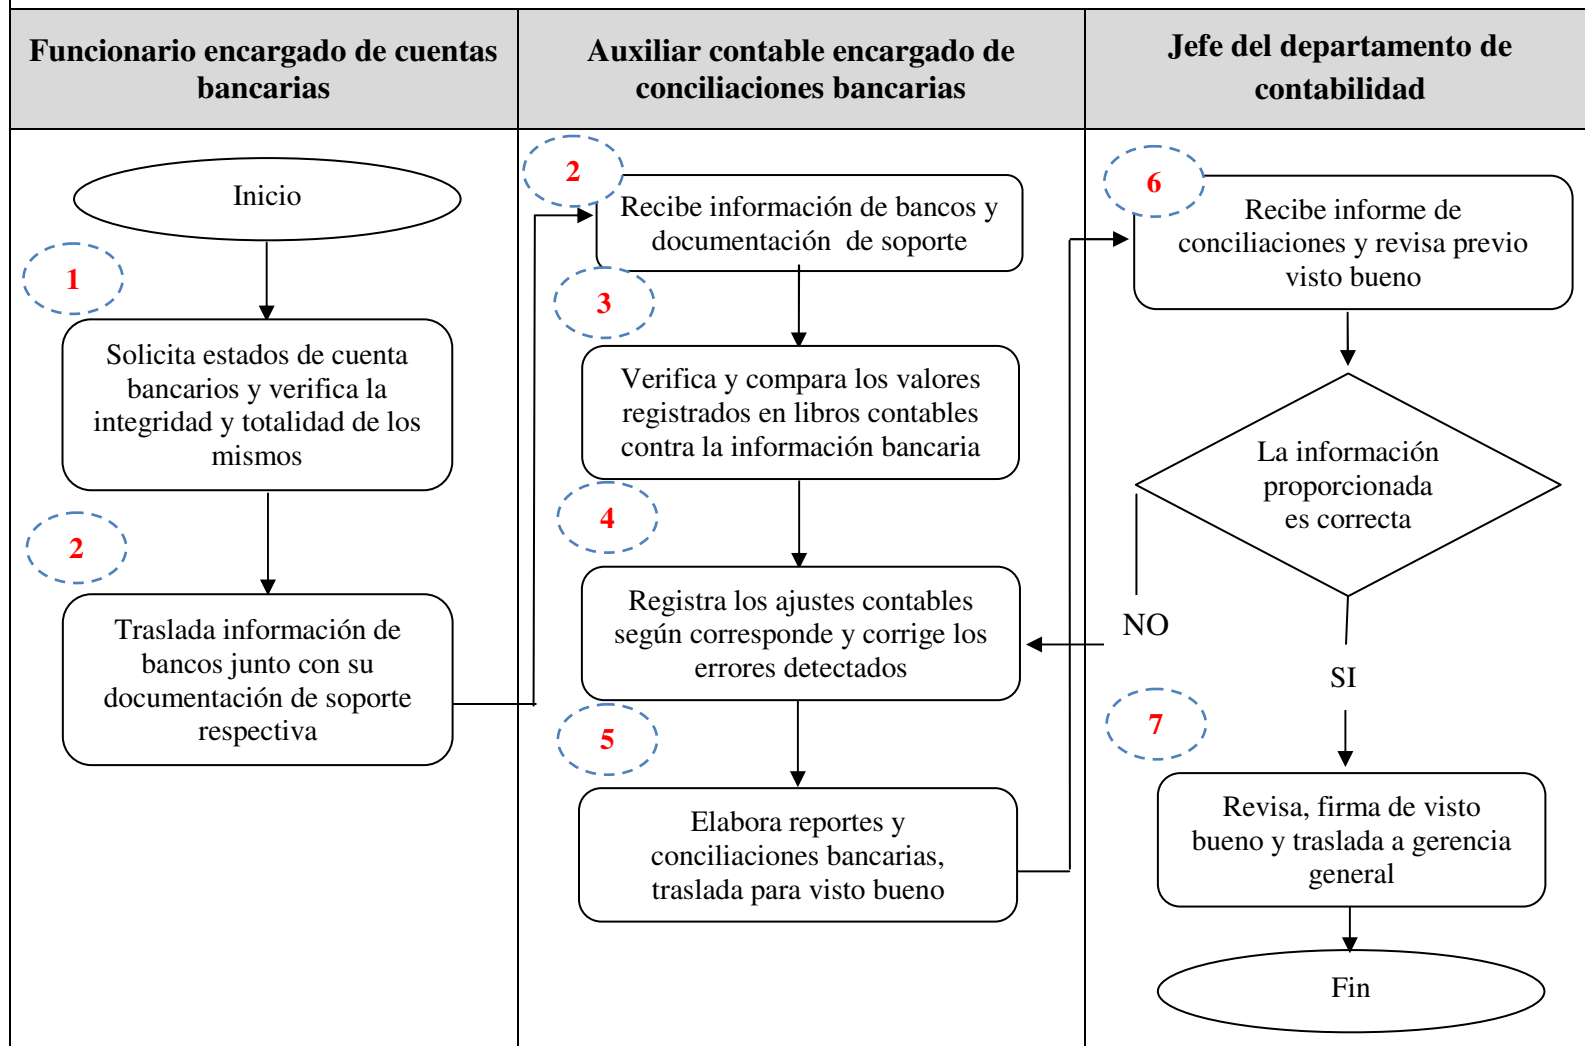 Funcionario encargado de cuentas
bancarias
Auxiliar contable encargado de
conciliaciones bancarias
Jefe del departamento de
contabilidad
Inicio
1
Solicita estados de cuenta
bancarios y verifica la
integridad y totalidad de los
mismos
2
Traslada información de
bancos junto con su
documentación de soporte
respectiva
2
Recibe información de bancos y
documentación de soporte
3
Verifica y compara los valores
registrados en libros contables
contra la información bancaria
4
Registra los ajustes contables
según corresponde y corrige los
errores detectados
5
Elabora reportes y
conciliaciones bancarias,
traslada para visto bueno
6
Recibe informe de
conciliaciones y revisa previo
visto bueno
La información
proporcionada
es correcta
NO
SI
7
Revisa, firma de visto
bueno y traslada a gerencia
general
Fin